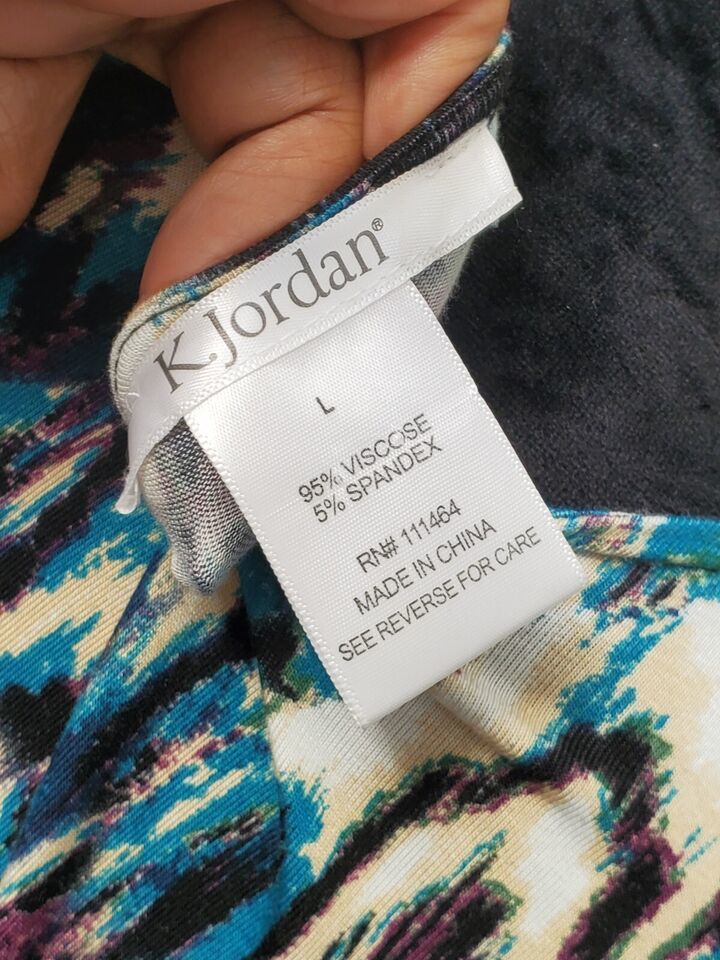 K.Jordan®
L
95% VISCOSE
5% SPANDEX
RN# 111464
MADE IN CHINA
SEE REVERSE FOR CARE